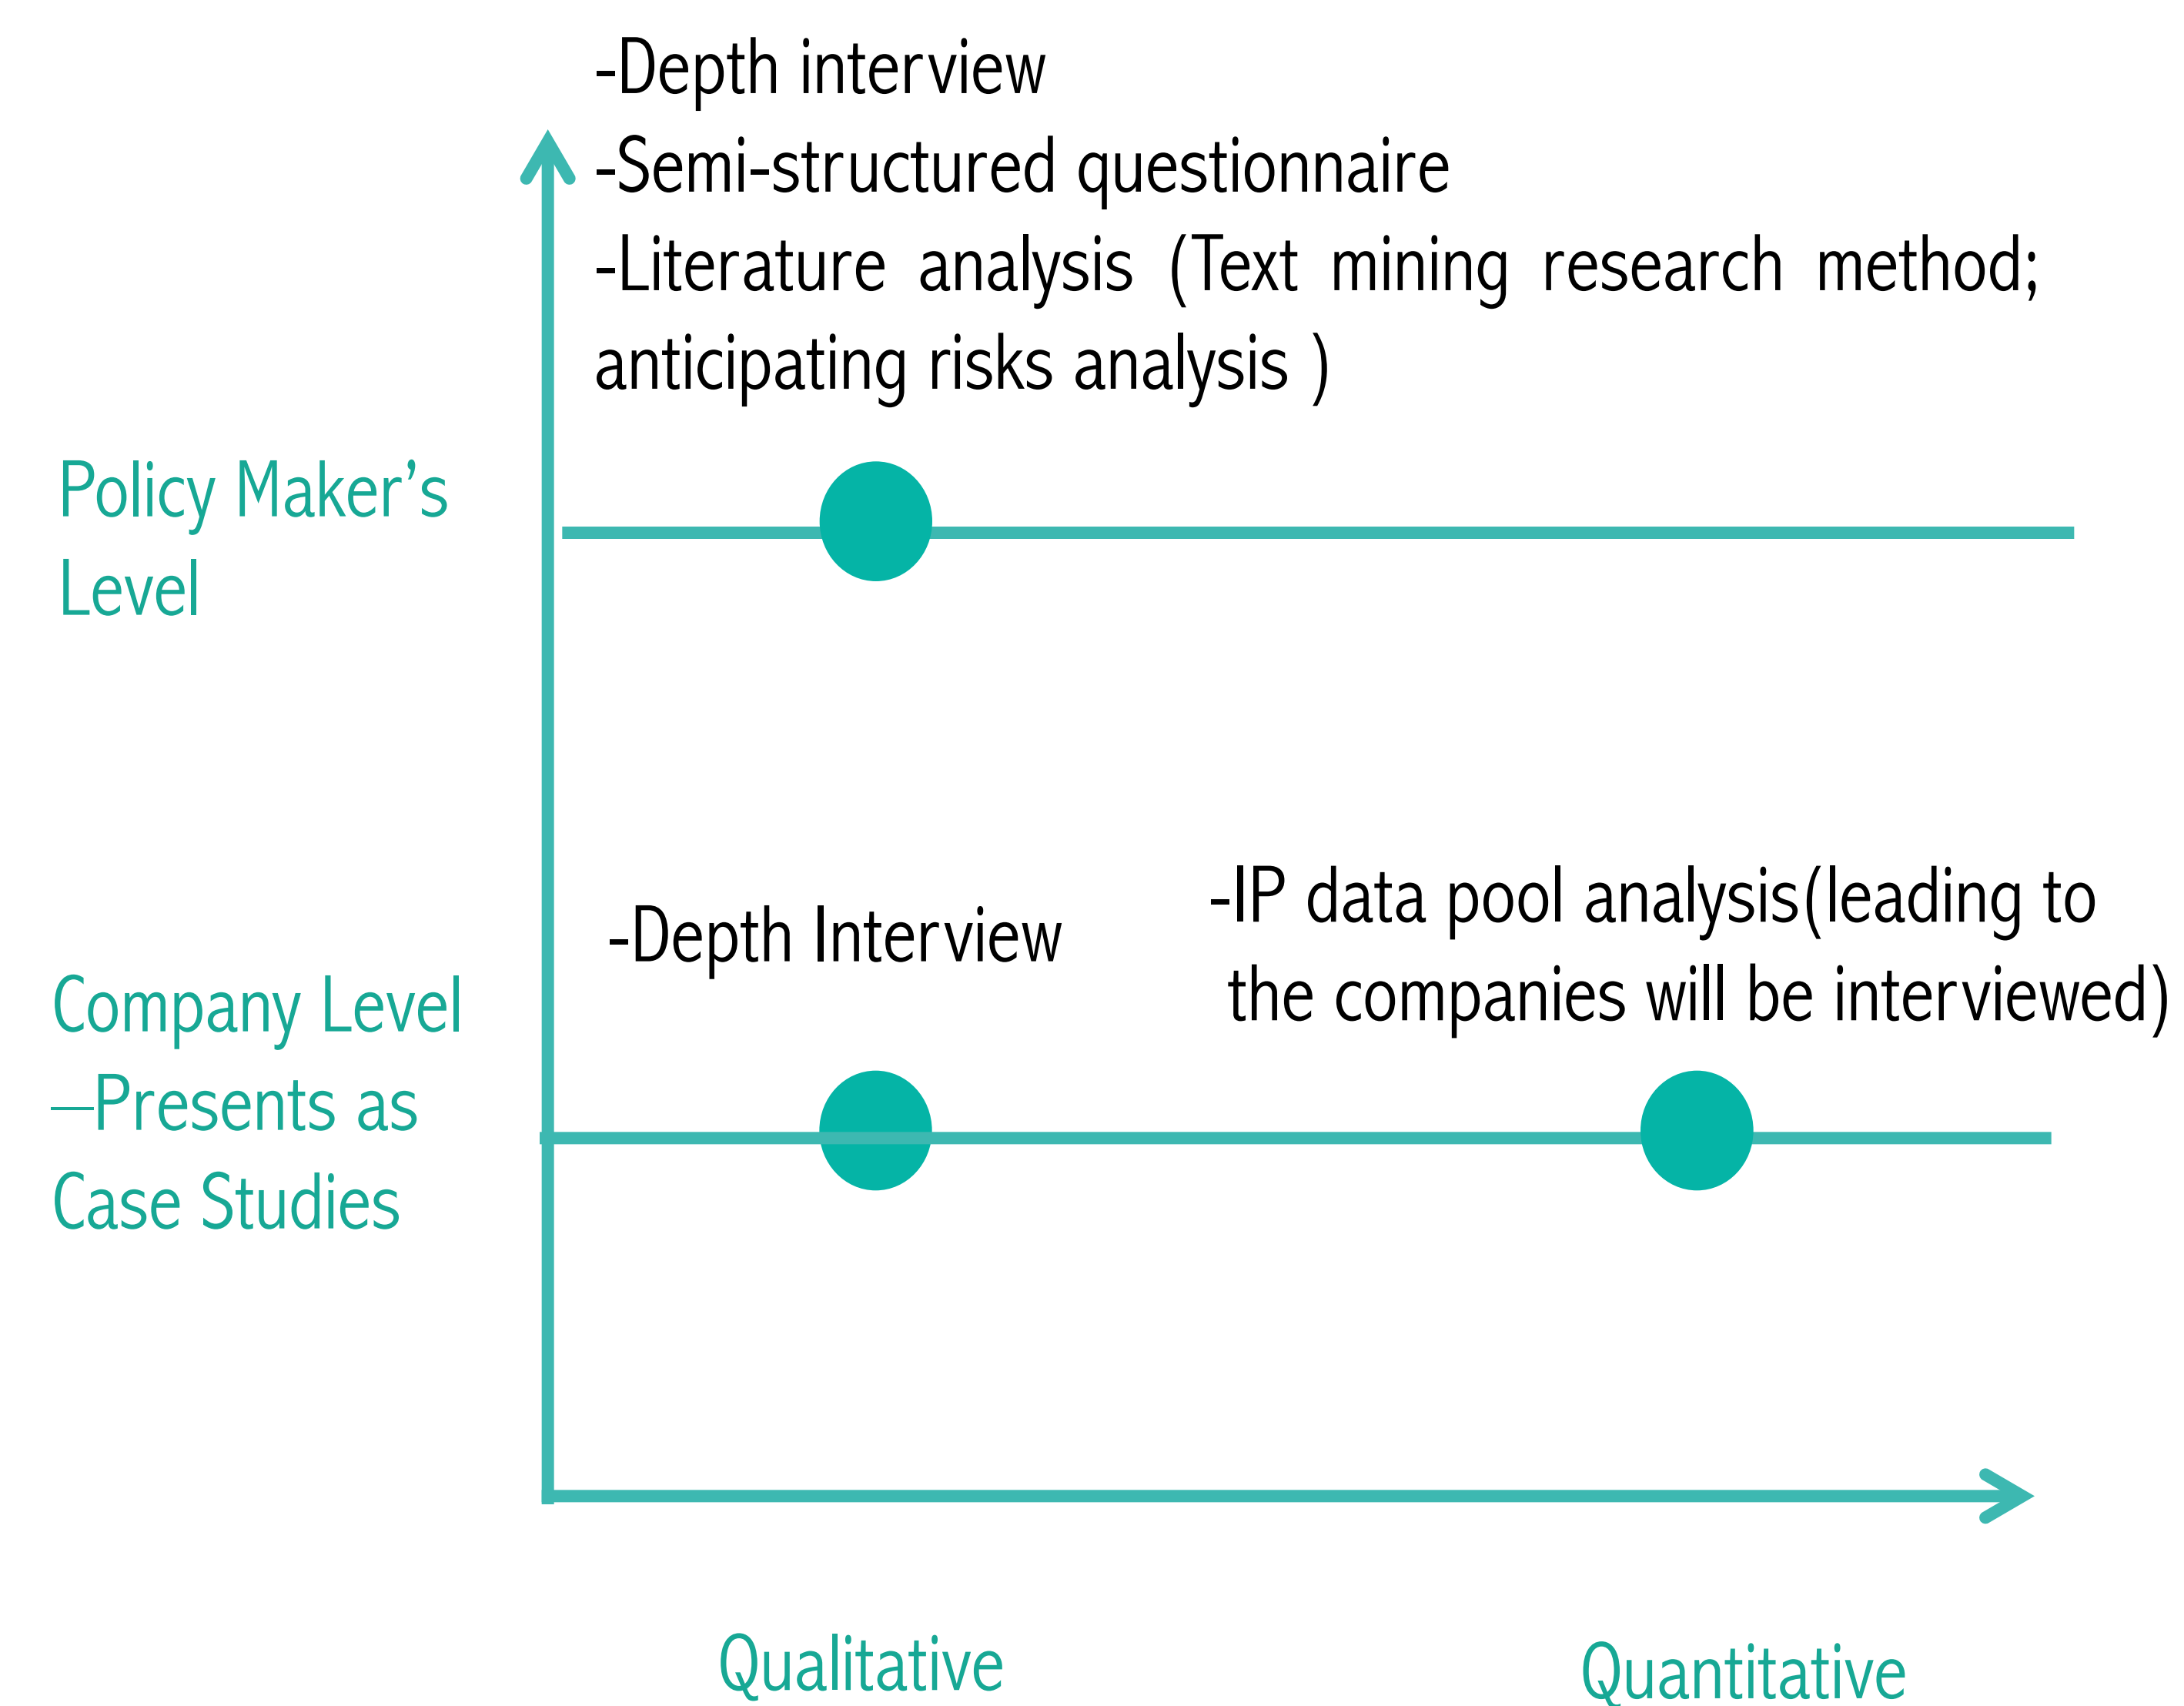 -Depth interview
-Semi-structured questionnaire
-Literature analysis (Text mining research method;
anticipating risks analysis )
Policy Maker’s
Level
-Depth Interview
-IP data pool analysis(leading to
the companies will be interviewed)
Company Level
—Presents as
Case Studies
Qualitative
Quantitative